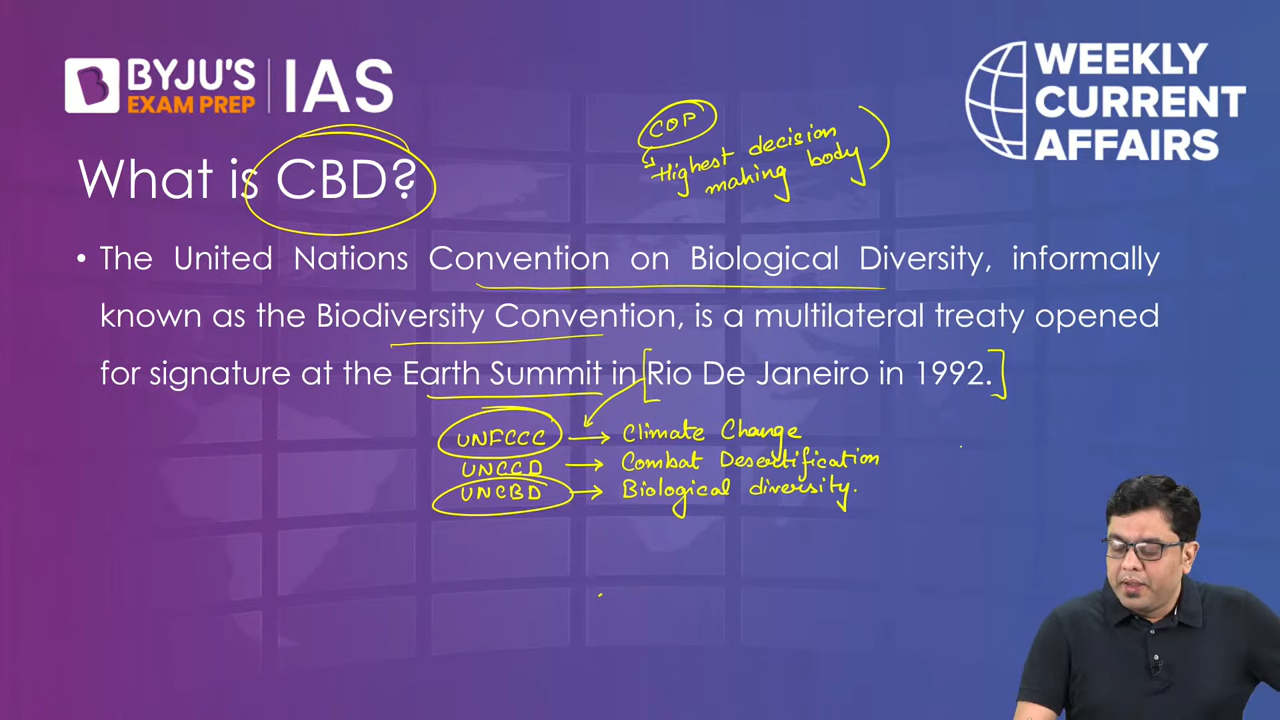 BYJU'S
EXAM PREP
IAS
WEEKLY
CURRENT
AFFAIRS
COP
Highest decision
making body
What is CBD?
• The United Nations Convention on Biological Diversity, informally
known as the Biodiversity Convention, is a multilateral treaty opened
for signature at the Earth Summit in [Rio De Janeiro in 1992.]
UNFCCC → Climate Change
UNCCD → Combat Desertification
UNCBD → Biological diversity.